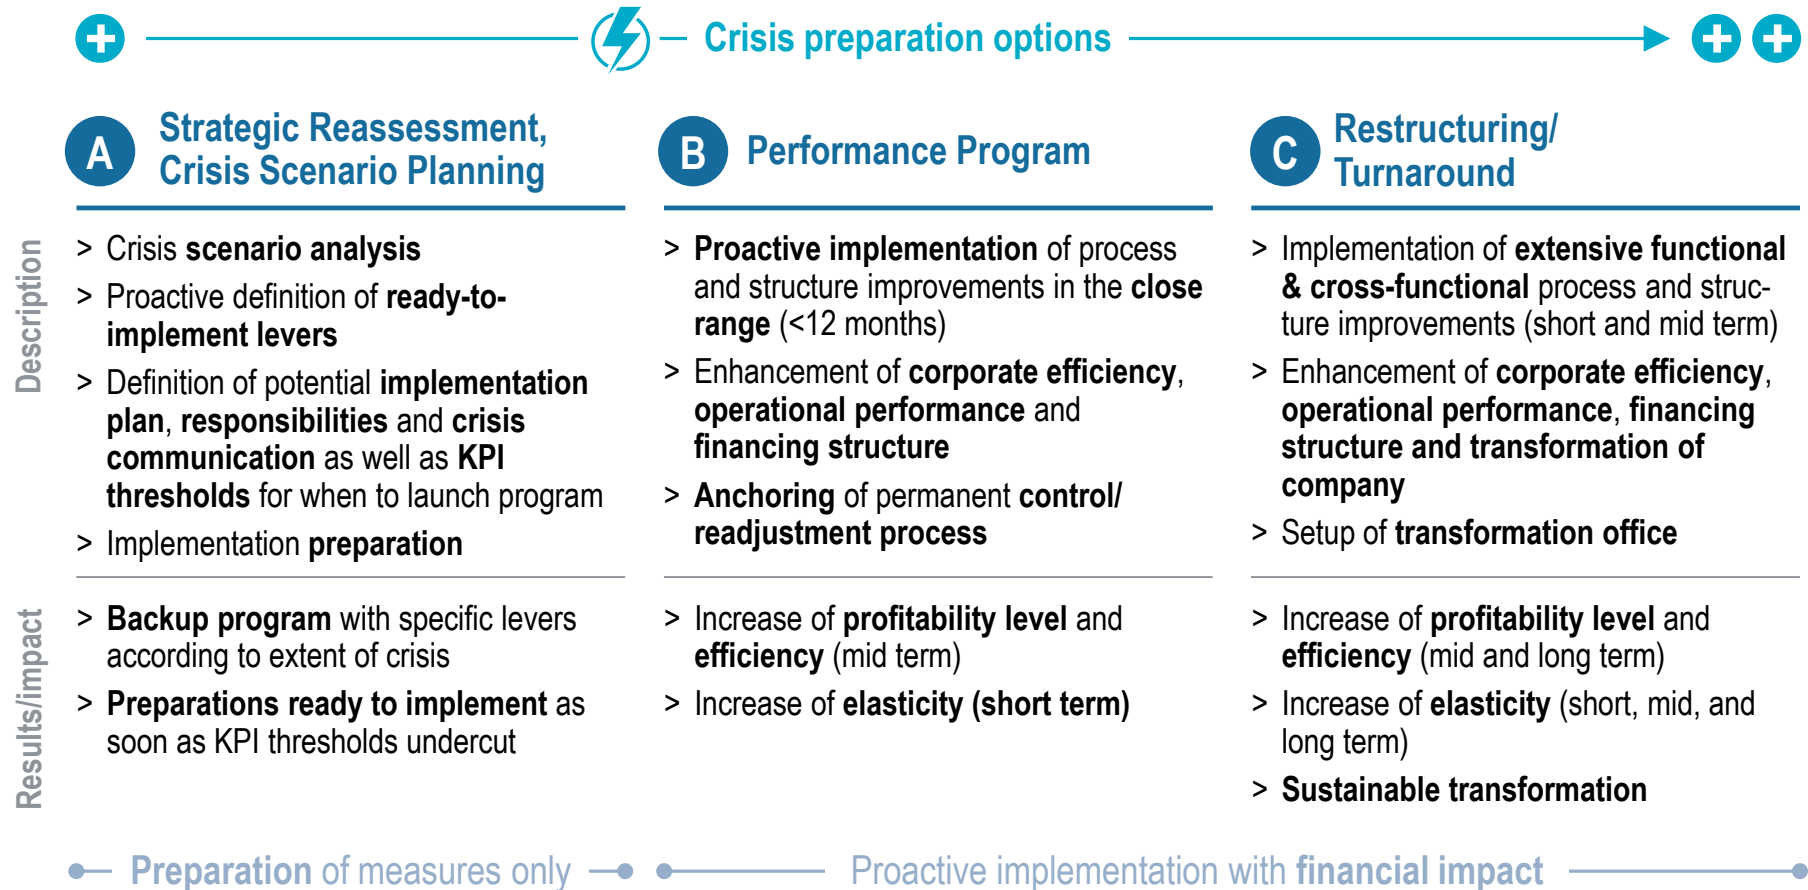 Crisis preparation options
A
Strategic Reassessment,
Crisis Scenario Planning
B
Performance Program
C
Restructuring/
Turnaround
Description
> Crisis scenario analysis
> Proactive definition of ready-to-
implement levers
> Definition of potential implementation
plan, responsibilities and crisis
communication as well as KPI
thresholds for when to launch program
> Implementation preparation
> Proactive implementation of process
and structure improvements in the close
range (<12 months)
> Enhancement of corporate efficiency,
operational performance and
financing structure
> Anchoring of permanent control/
readjustment process
> Implementation of extensive functional
& cross-functional process and struc-
ture improvements (short and mid term)
> Enhancement of corporate efficiency,
operational performance, financing
structure and transformation of
company
> Setup of transformation office
Results/impact
> Backup program with specific levers
according to extent of crisis
> Preparations ready to implement as
soon as KPI thresholds undercut
> Increase of profitability level and
efficiency (mid term)
> Increase of elasticity (short term)
> Increase of profitability level and
efficiency (mid and long term)
> Increase of elasticity (short, mid, and
long term)
> Sustainable transformation
Preparation of measures only
Proactive implementation with financial impact